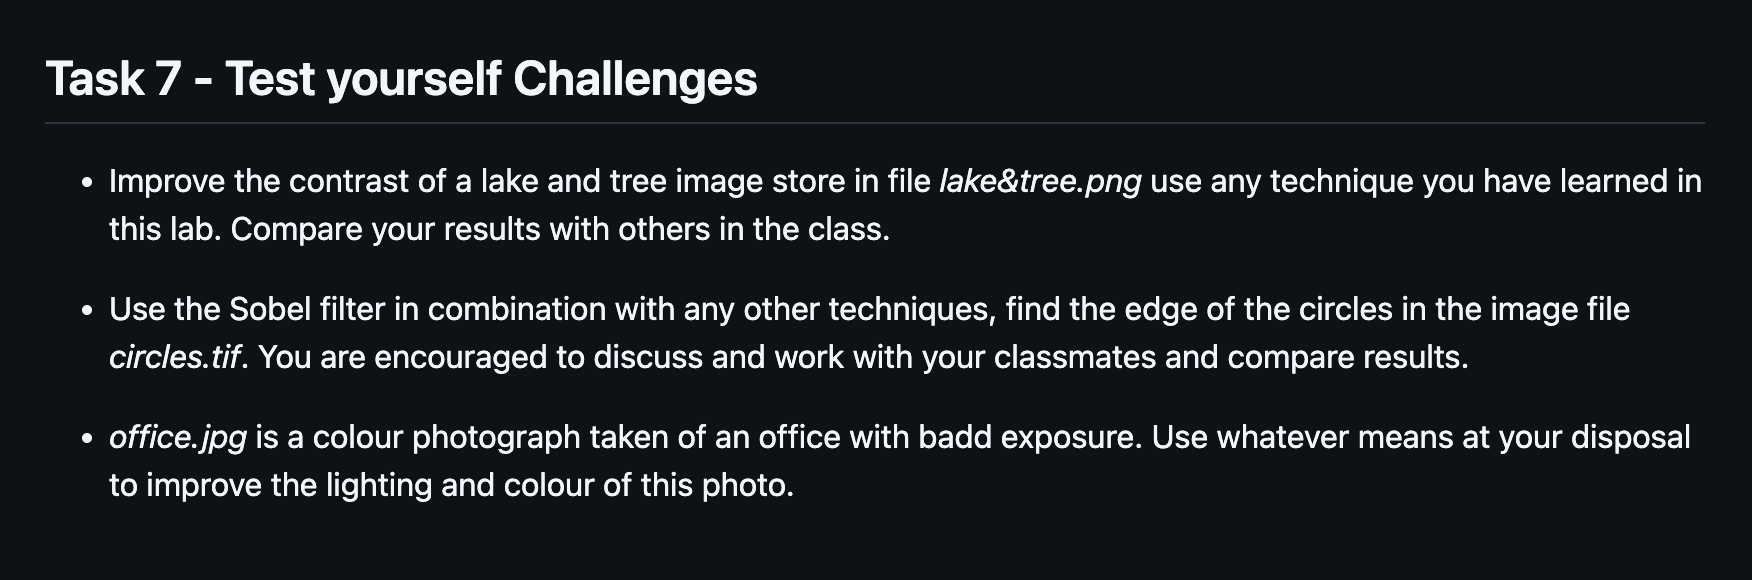 Task 7 - Test yourself Challenges
• Improve the contrast of a lake and tree image store in file lake&tree.png use any technique you have learned in
this lab. Compare your results with others in the class.
• Use the Sobel filter in combination with any other techniques, find the edge of the circles in the image file
circles.tif. You are encouraged to discuss and work with your classmates and compare results.
• office.jpg is a colour photograph taken of an office with badd exposure. Use whatever means at your disposal
to improve the lighting and colour of this photo.